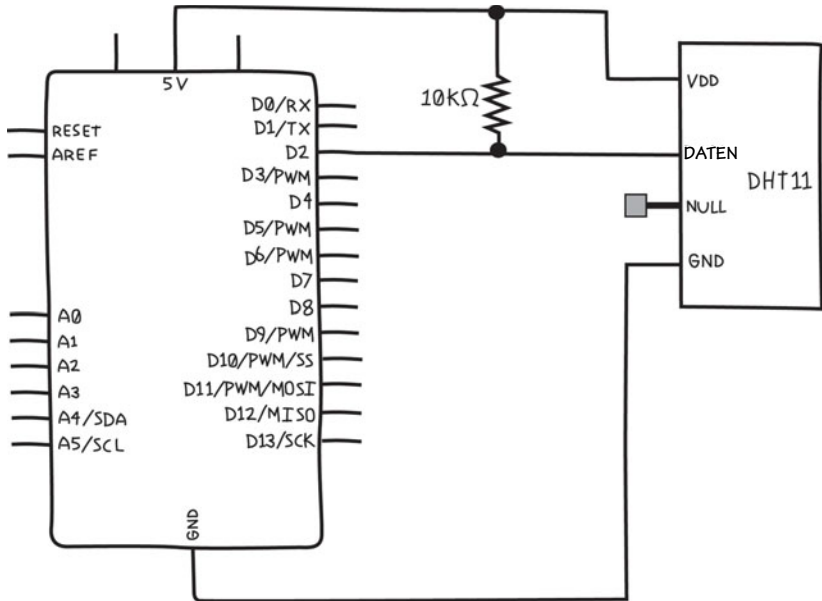 5V
RESET
AREF
A0
A1
A2
A3
A4/SDA
A5/SCL
D0/RX
D1/TX
D2
D3/PWM
D4
D5/PWM
D6/PWM
D7
D8
D9/PWM
D10/PWM/SS
D11/PWM/MOSI
D12/MISO
D13/SCK
GND
10kΩ
VDD
DATEN
NULL
GND
DHT11